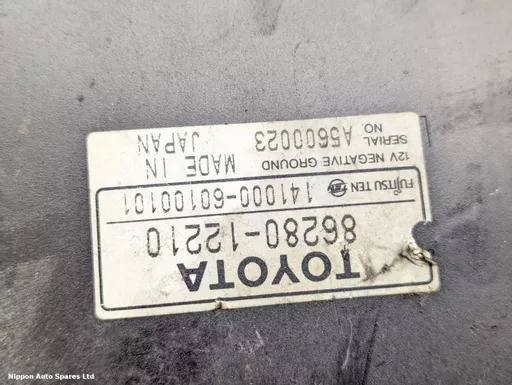 TOYOTA
86280-12210
FUJITSU TEN TEN 141000-60100101
12V NEGATIVE GROUND MADE IN
SERIAL NO. A5600023 JAPAN
Nippon Auto Spares Ltd